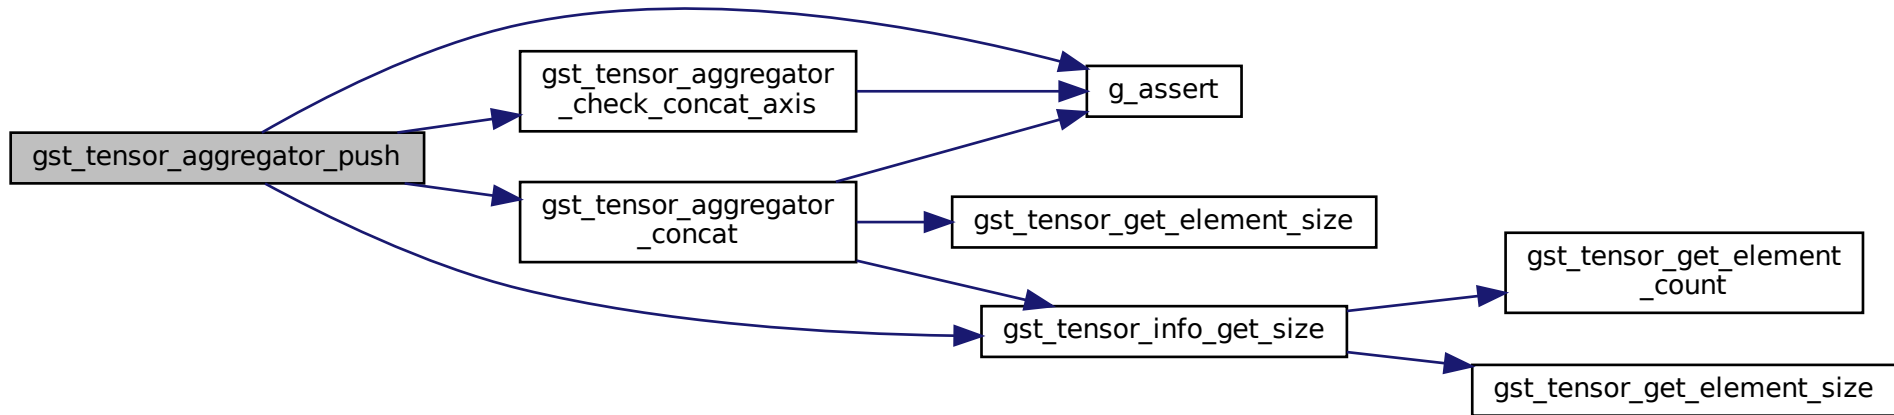 gst_tensor_aggregator_push
gst_tensor_aggregator
_check_concat_axis
gst_tensor_aggregator
_concat
g_assert
gst_tensor_get_element_size
gst_tensor_info_get_size
gst_tensor_get_element
_count
gst_tensor_get_element_size